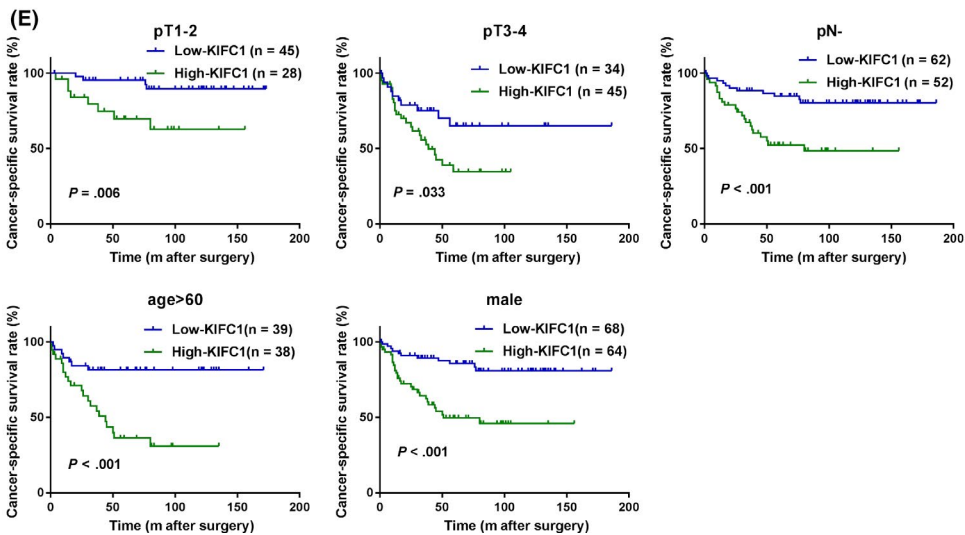 (E)
pT1-2
Low-KIFC1 (n = 45)
High-KIFC1 (n = 28)
Cancer-specific survival rate (%)
100
50
0
P = .006
0 50 100 150 200
Time (m after surgery)
pT3-4
Low-KIFC1 (n = 34)
High-KIFC1 (n = 45)
Cancer-specific survival rate (%)
100
50
0
P = .033
0 50 100 150 200
Time (m after surgery)
pN-
Low-KIFC1 (n = 62)
High-KIFC1 (n = 52)
Cancer-specific survival rate (%)
100
50
0
P < .001
0 50 100 150 200
Time (m after surgery)
age>60
Low-KIFC1(n = 39)
High-KIFC1(n = 38)
Cancer-specific survival rate (%)
100
50
0
P < .001
0 50 100 150 200
Time (m after surgery)
male
Low-KIFC1(n = 68)
High-KIFC1(n = 64)
Cancer-specific survival rate (%)
100
50
0
P < .001
0 50 100 150 200
Time (m after surgery)